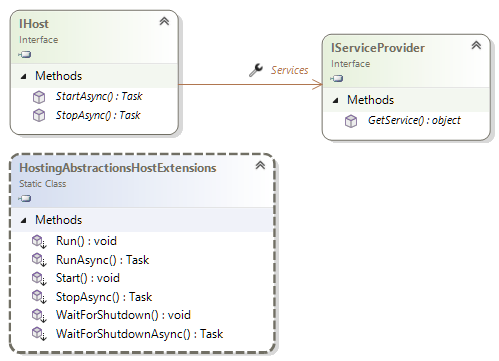 IHost
Interface
Methods
StartAsync() : Task
StopAsync() : Task
Services
IServiceProvider
Interface
Methods
GetService() : object
HostingAbstractionsHostExtensions
Static Class
Methods
Run() : void
RunAsync() : Task
Start() : void
StopAsync() : Task
WaitForShutdown() : void
WaitForShutdownAsync() : Task